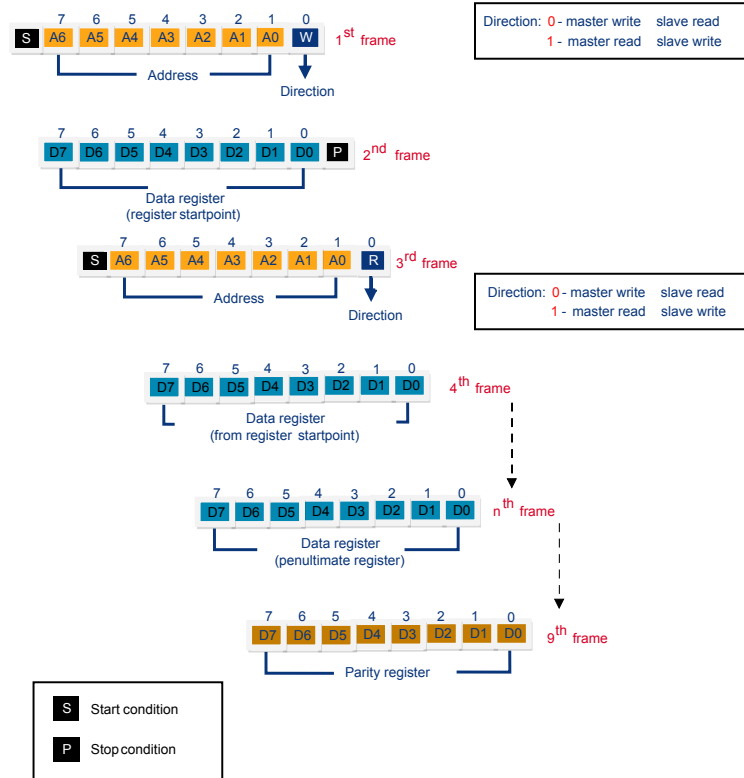 7 6 5 4 3 2 1 0
S A6 A5 A4 A3 A2 A1 A0 W 1st frame
Address
Direction
Direction: 0 - master write slave read
1 - master read slave write
7 6 5 4 3 2 1 0
D7 D6 D5 D4 D3 D2 D1 D0 P 2nd frame
Data register
(register startpoint)
7 6 5 4 3 2 1 0
S A6 A5 A4 A3 A2 A1 A0 R 3rd frame
Address
Direction
Direction: 0 - master write slave read
1 - master read slave write
7 6 5 4 3 2 1 0
D7 D6 D5 D4 D3 D2 D1 D0 4th frame
Data register
(from register startpoint)
7 6 5 4 3 2 1 0
D7 D6 D5 D4 D3 D2 D1 D0 nth frame
Data register
(penultimate register)
7 6 5 4 3 2 1 0
D7 D6 D5 D4 D3 D2 D1 D0 9th frame
Parity register
S Start condition
P Stop condition